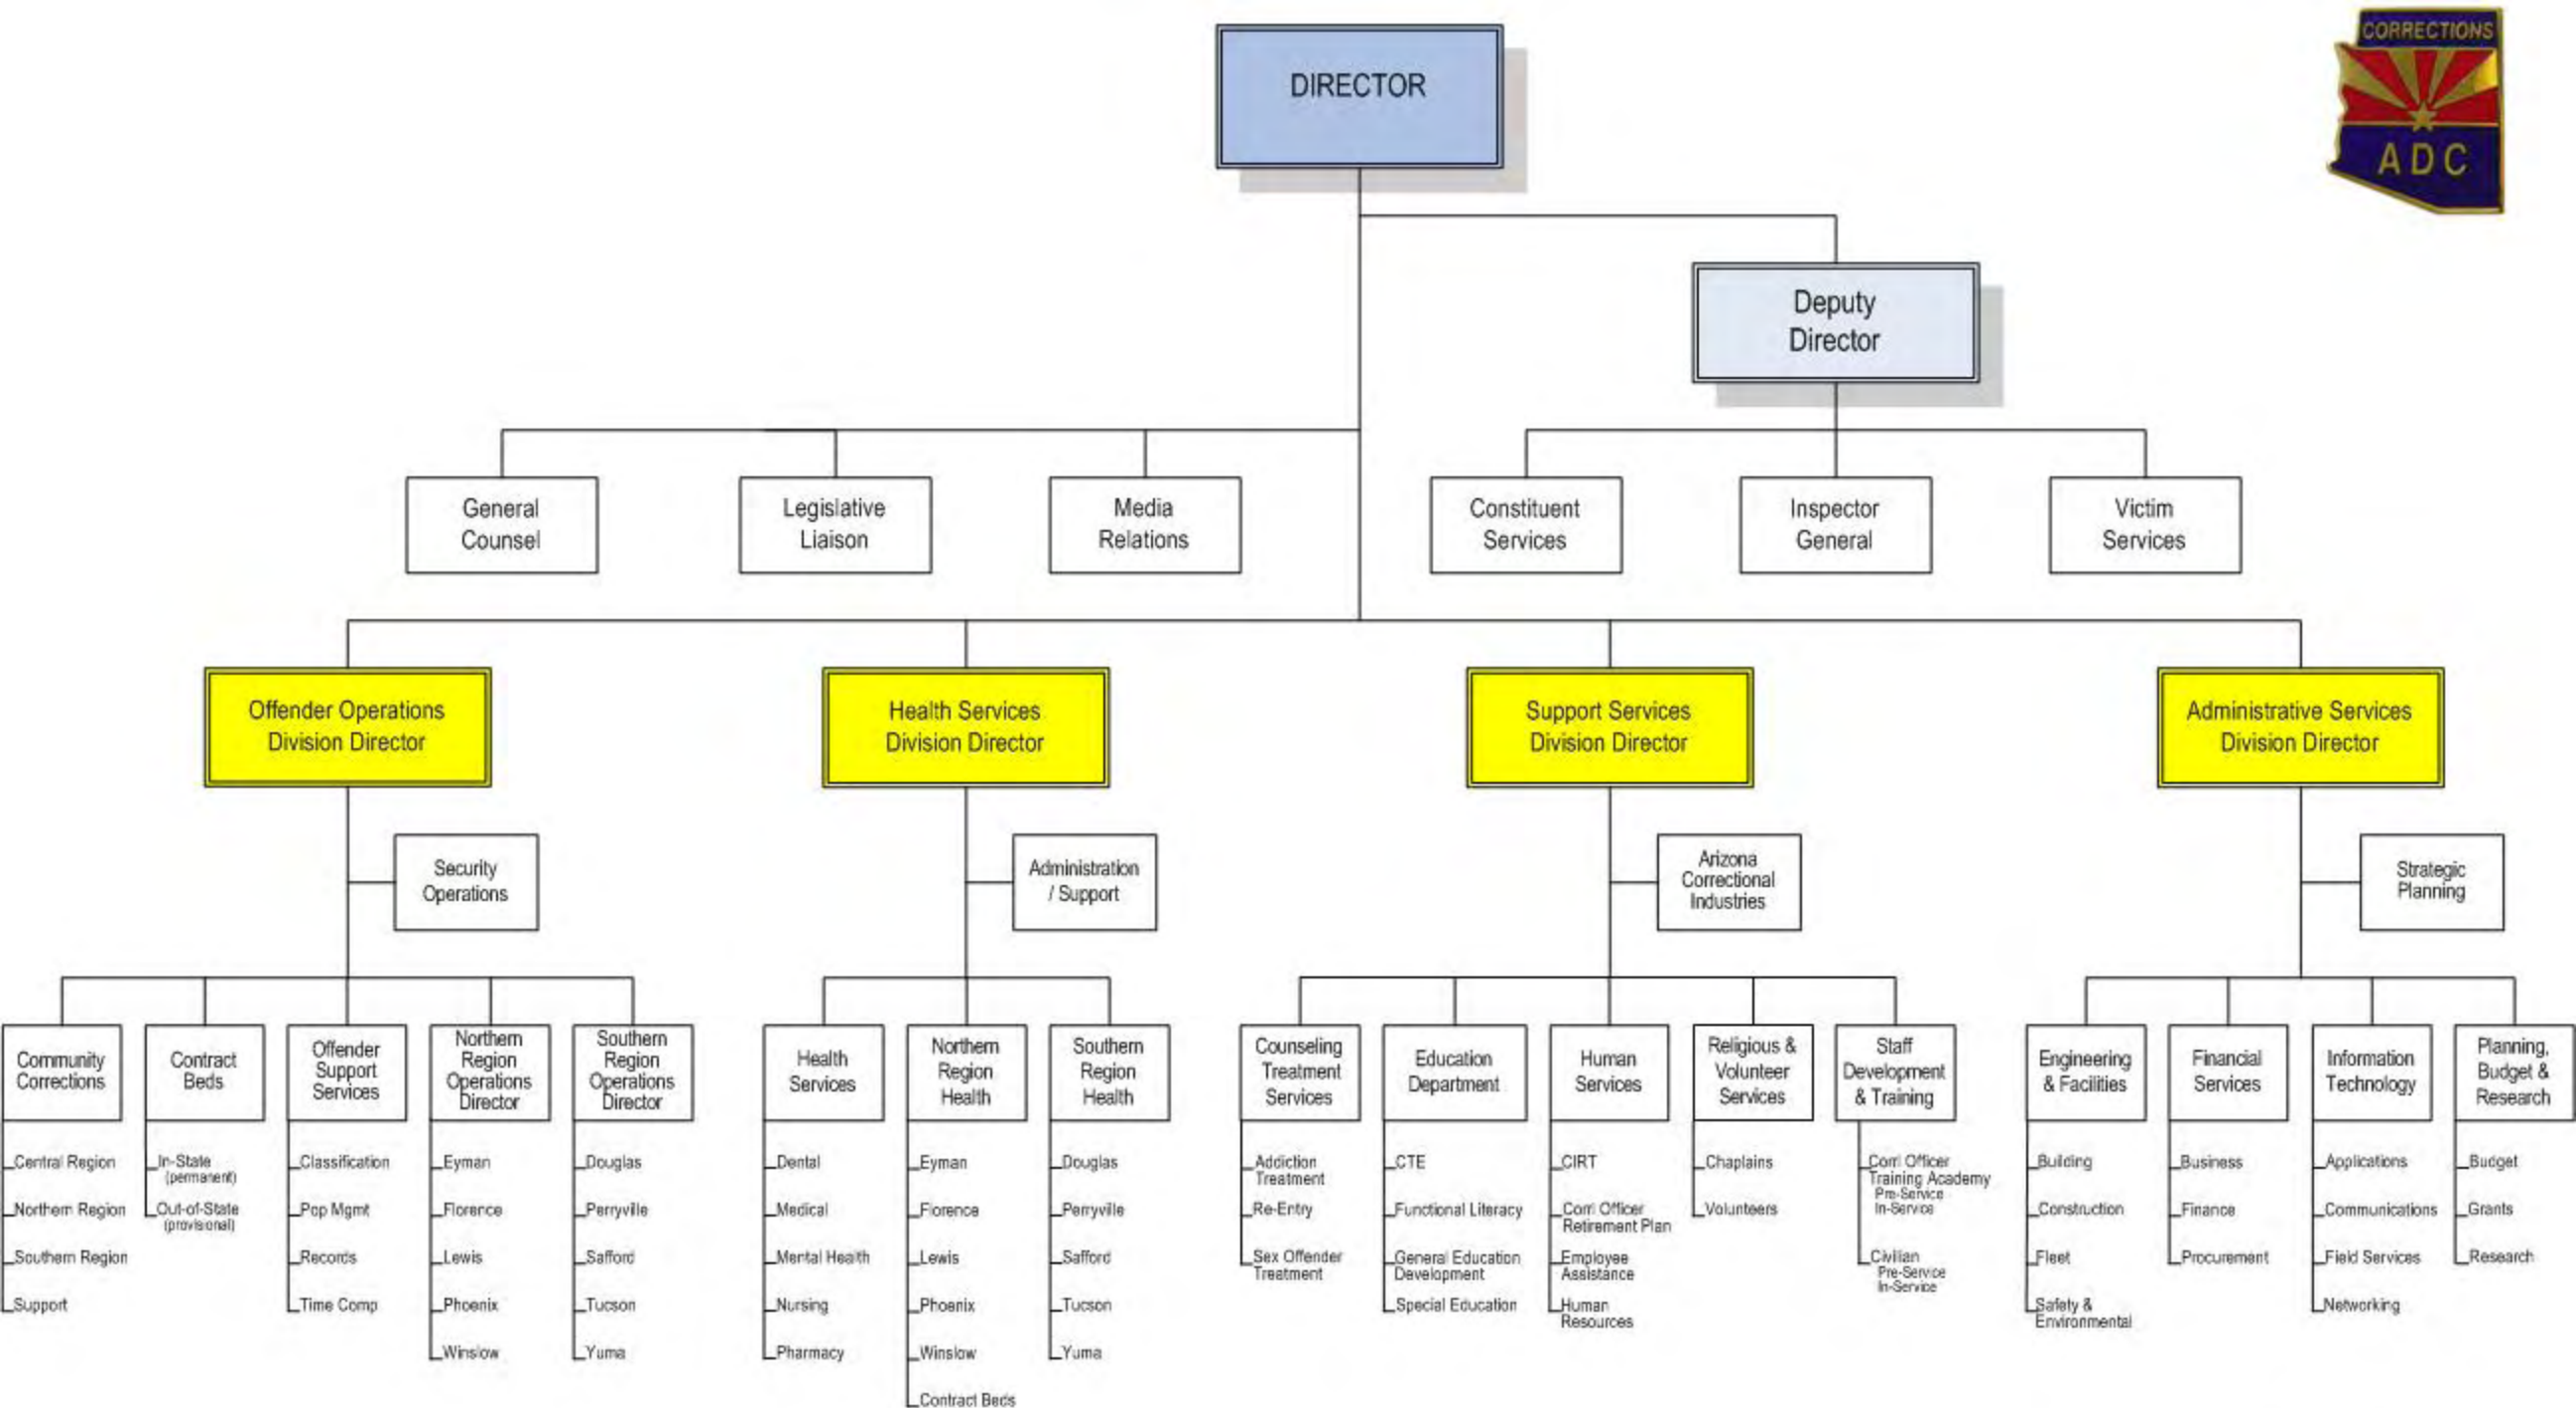 CORRECTIONS
ADC
DIRECTOR
Deputy
Director
General
Counsel
Legislative
Liaison
Media
Relations
Constituent
Services
Inspector
General
Victim
Services
Offender Operations
Division Director
Health Services
Division Director
Support Services
Division Director
Administrative Services
Division Director
Security
Operations
Administration
/ Support
Arizona
Correctional
Industries
Strategic
Planning
Community
Corrections
Central Region
Northern Region
Southern Region
Support
Contract
Beds
In-State
(permanent)
Out-of-State
(provisional)
Offender
Support
Services
Classification
Pop Mgmt
Records
Time Comp
Northern
Region
Operations
Director
Eyman
Florence
Lewis
Phoenix
Winslow
Southern
Region
Operations
Director
Douglas
Perryville
Safford
Tucson
Yuma
Health
Services
Dental
Medical
Mental Health
Nursing
Pharmacy
Northern
Region
Health
Eyman
Florence
Lewis
Phoenix
Winslow
Contract Beds
Southern
Region
Health
Douglas
Perryville
Safford
Tucson
Yuma
Counseling
Treatment
Services
Addiction
Treatment
Re-Entry
Sex Offender
Treatment
Education
Department
CTE
Functional Literacy
General Education
Development
Special Education
Human
Services
CIRT
Corr'l Officer
Retirement Plan
Employee
Assistance
Human
Resources
Religious &
Volunteer
Services
Chaplains
Volunteers
Staff
Development
& Training
Corr'l Officer
Training Academy
Pre-Service
In-Service
Civilian
Pre-Service
In-Service
Engineering
& Facilities
Building
Construction
Fleet
Safety &
Environmental
Financial
Services
Business
Finance
Procurement
Information
Technology
Applications
Communications
Field Services
Networking
Planning,
Budget &
Research
Budget
Grants
Research